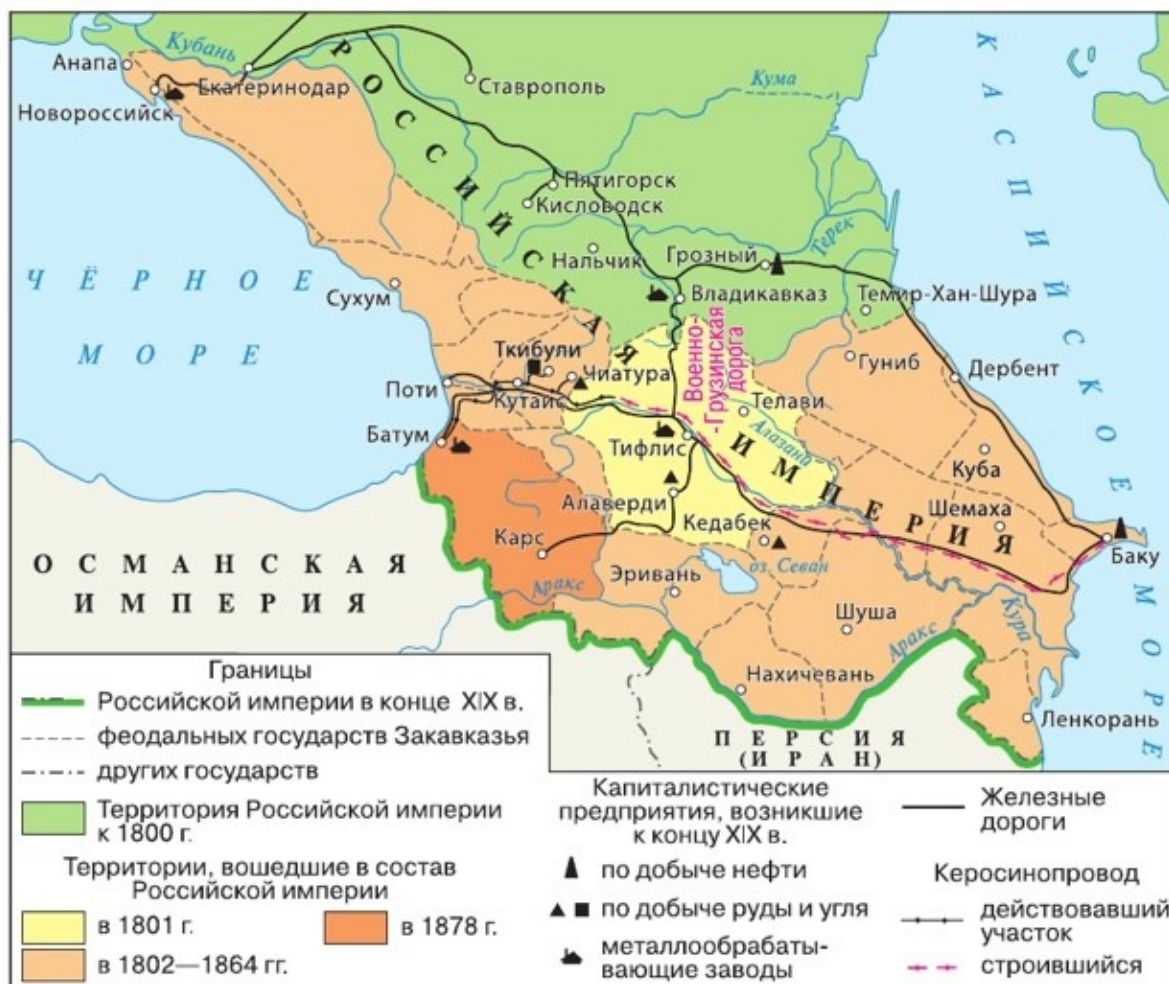 Анапа
Кубань
Новороссийск
Екатеринодар
Ставрополь
Кума
РОССИЙСКАЯ
ИМПЕРИЯ
КАСПИЙСКОЕ
МОРЕ
Пятигорск
Кисловодск
Нальчик
Грозный
Терек
Владикавказ
Темир-Хан-Шура
ЧЁРНОЕ
МОРЕ
Сухум
Военно-
-Грузинская
дорога
Гуниб
Дербент
Ткибули
Чиатура
Поти
Кутаис
Телави
Алазана
Батум
Тифлис
Куба
Алаверди
Кедабек
Шемаха
Баку
Карс
Аракс
Эривань
оз. Севан
Шуша
Кура
Аракс
Нахичевань
Ленкорань
ОСМАНСКАЯ
ИМПЕРИЯ
ПЕРСИЯ
(ИРАН)
Границы
Российской империи в конце XIX в.
феодальных государств Закавказья
других государств
Территория Российской империи
к 1800 г.
Территории, вошедшие в состав
Российской империи
в 1801 г.
в 1878 г.
в 1802—1864 гг.
Капиталистические
предприятия, возникшие
к концу XIX в.
по добыче нефти
по добыче руды и угля
металлообрабаты-
вающие заводы
Железные
дороги
Керосинопровод
действовавший
участок
строившийся